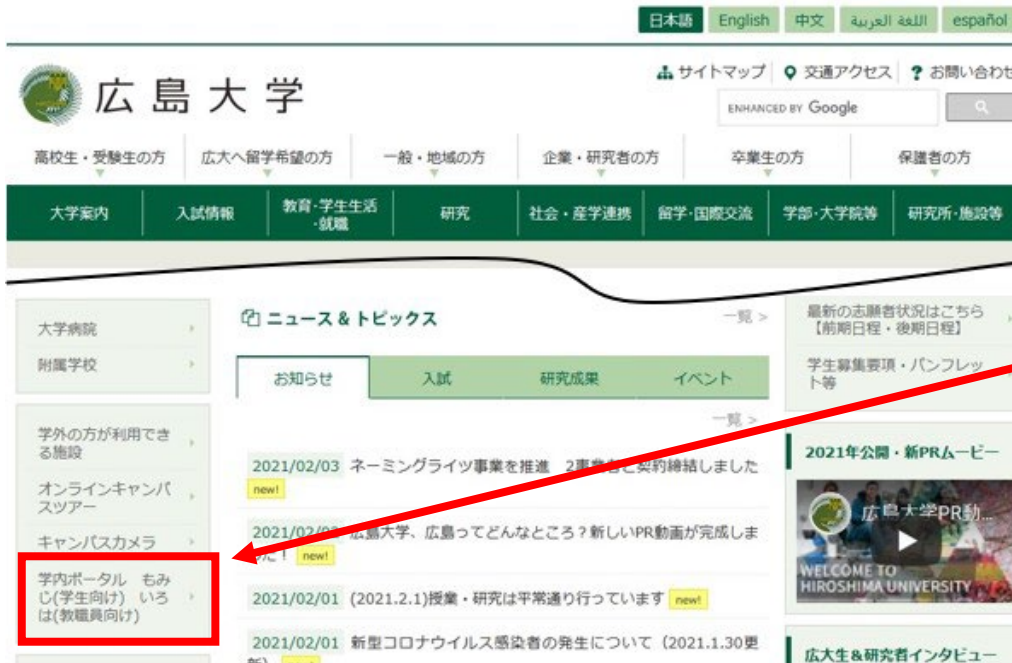 日本語 English 中文 اللغة العربية español
サイトマップ 交通アクセス ? お問い合わせ
広島大学
ENHANCED BY Google
高校生・受験生の方 広大へ留学希望の方 一般・地域の方 企業・研究者の方 卒業生の方 保護者の方
大学案内 入試情報 教育・学生生活 研究 社会・産学連携 留学・国際交流 学部・大学院等 研究所・施設等
・就職
大学病院
附属学校
学外の方が利用でき
る施設
オンラインキャンパ
スツアー
キャンパスカメラ
学内ポータル もみ
じ(学生向け) いろ
は(教職員向け)
ニュース & トピックス 一覧 >
お知らせ 入試 研究成果 イベント
一覧 >
2021/02/03 ネーミングライツ事業を推進 2事業者と契約締結しました
new!
2021/02/02 広島大学、広島ってどんなところ？新しいPR動画が完成しま
した！ new!
2021/02/01 (2021.2.1)授業・研究は平常通り行っています new!
2021/02/01 新型コロナウイルス感染者の発生について（2021.1.30更
最新の志願者状況はこちら
【前期日程・後期日程】
学生募集要項・パンフレッ
ト等
2021年公開・新PRムービー
広島大学PR動...
WELCOME TO
HIROSHIMA UNIVERSITY
広大生&研究者インタビュー